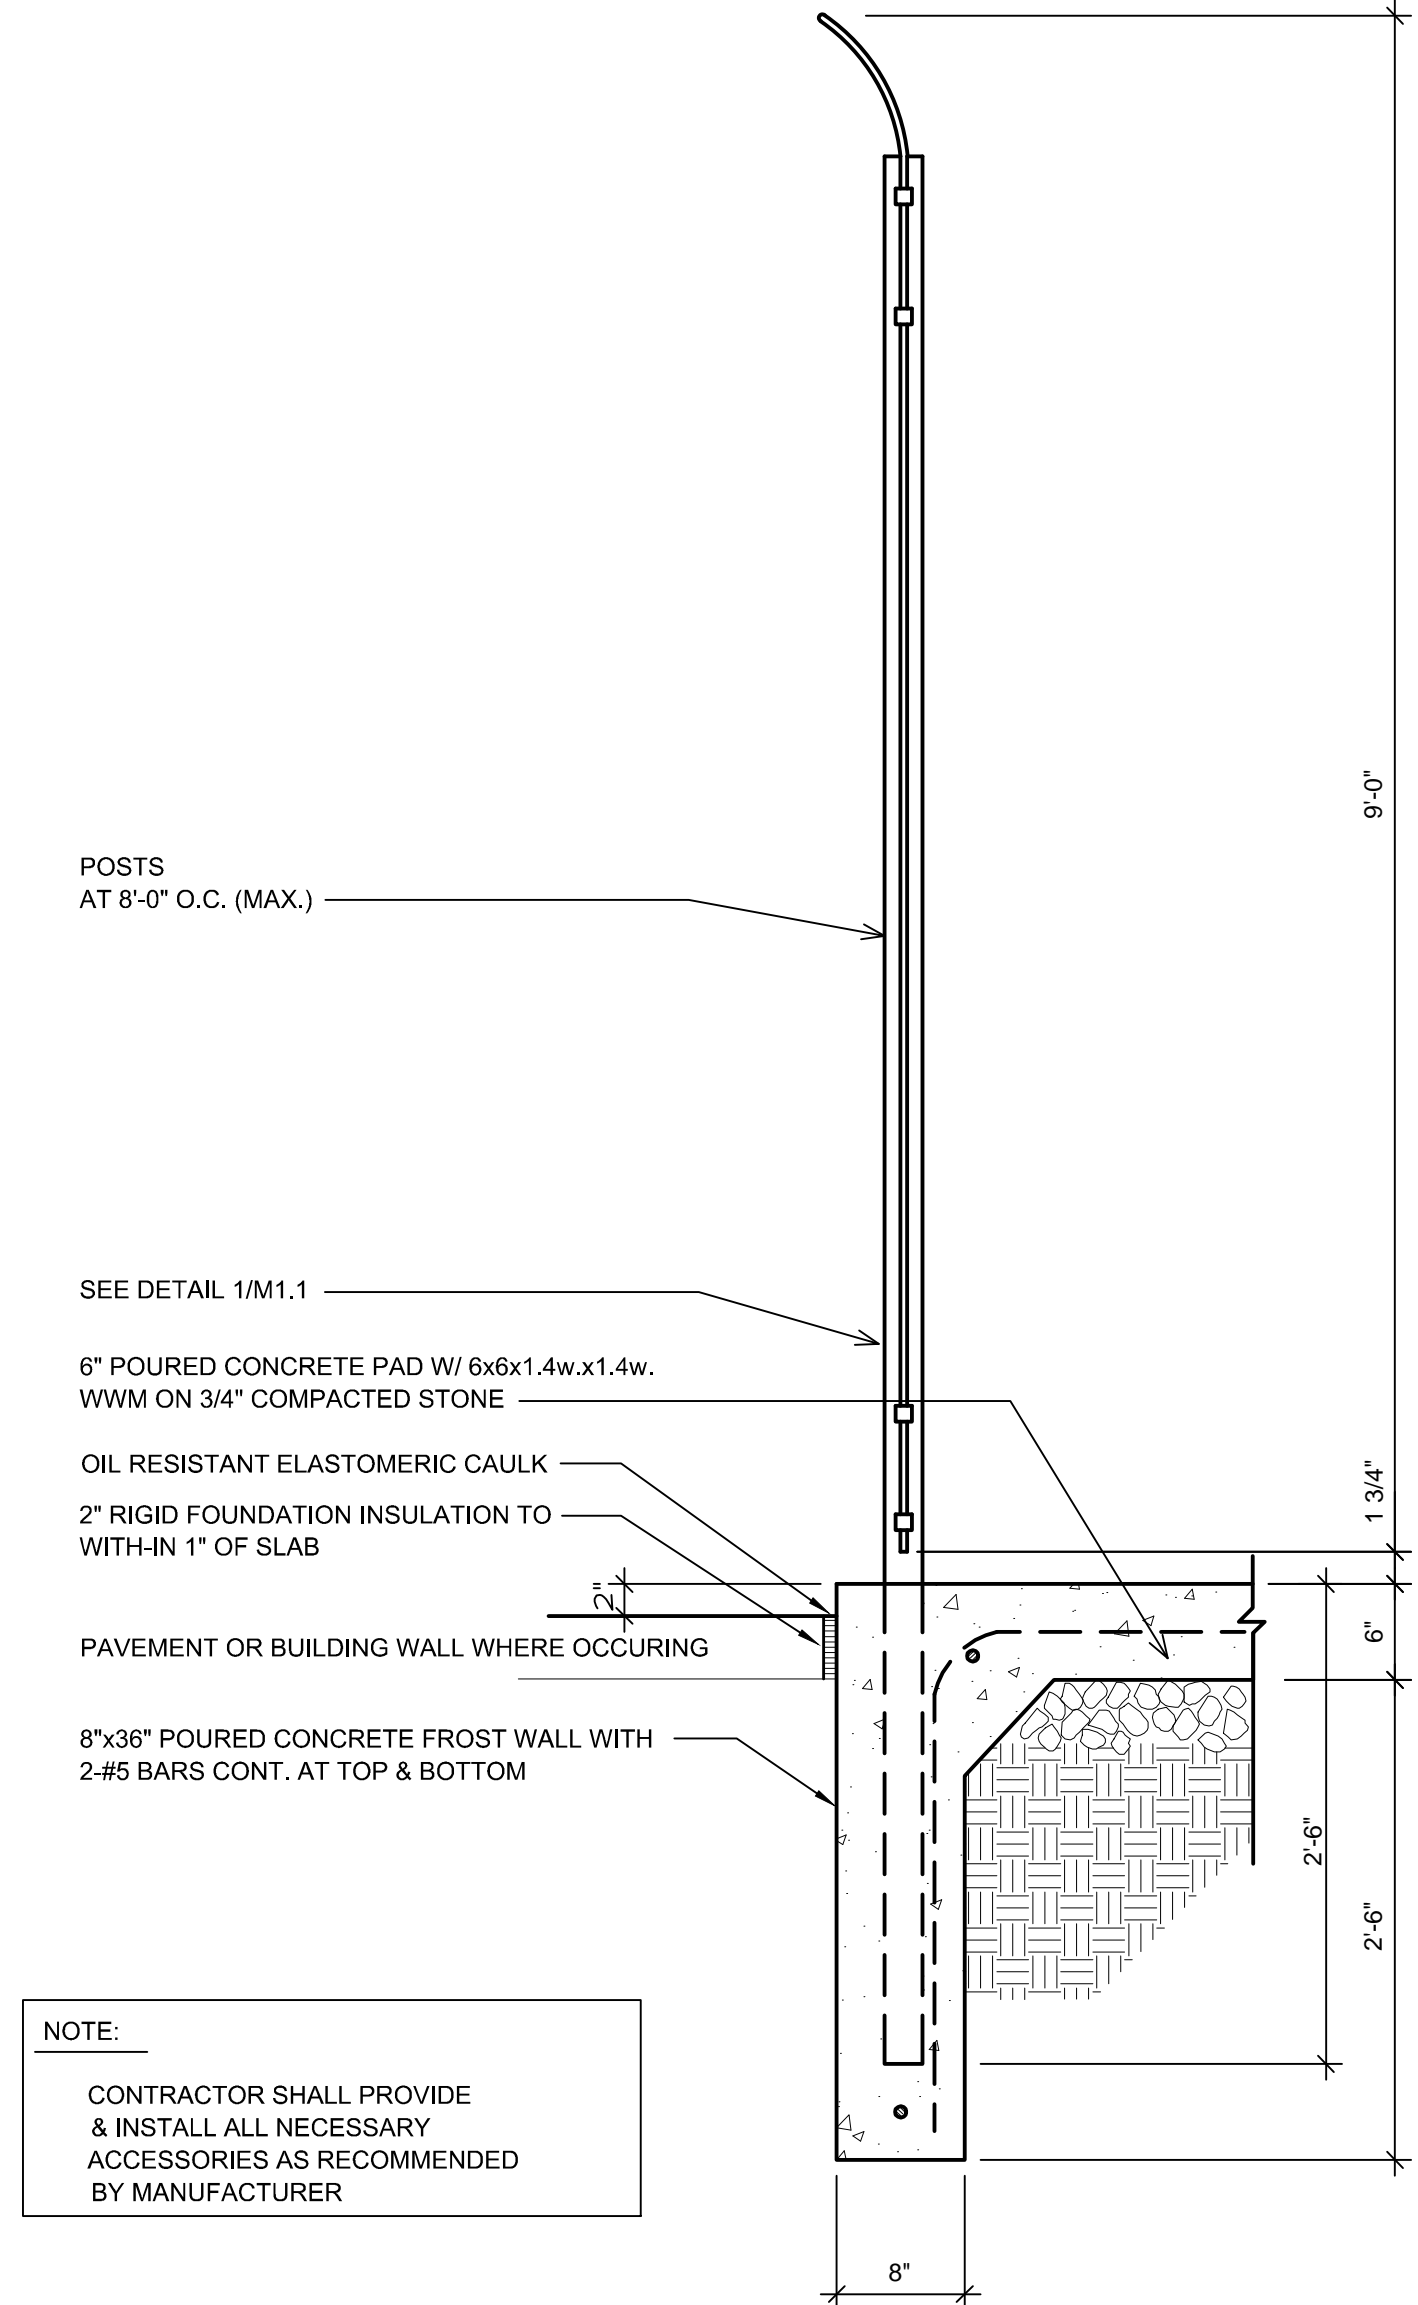 9'-0"
POSTS
AT 8'-0" O.C. (MAX.)
SEE DETAIL 1/M1.1
6" POURED CONCRETE PAD W/ 6x6x1.4w.x1.4w.
WWM ON 3/4" COMPACTED STONE
OIL RESISTANT ELASTOMERIC CAULK
1 3/4"
2" RIGID FOUNDATION INSULATION TO
WITH-IN 1" OF SLAB
2"
6"
PAVEMENT OR BUILDING WALL WHERE OCCURING
8"x36" POURED CONCRETE FROST WALL WITH
2-#5 BARS CONT. AT TOP & BOTTOM
2'-6"
2'-6"
NOTE:
CONTRACTOR SHALL PROVIDE
& INSTALL ALL NECESSARY
ACCESSORIES AS RECOMMENDED
BY MANUFACTURER
8"